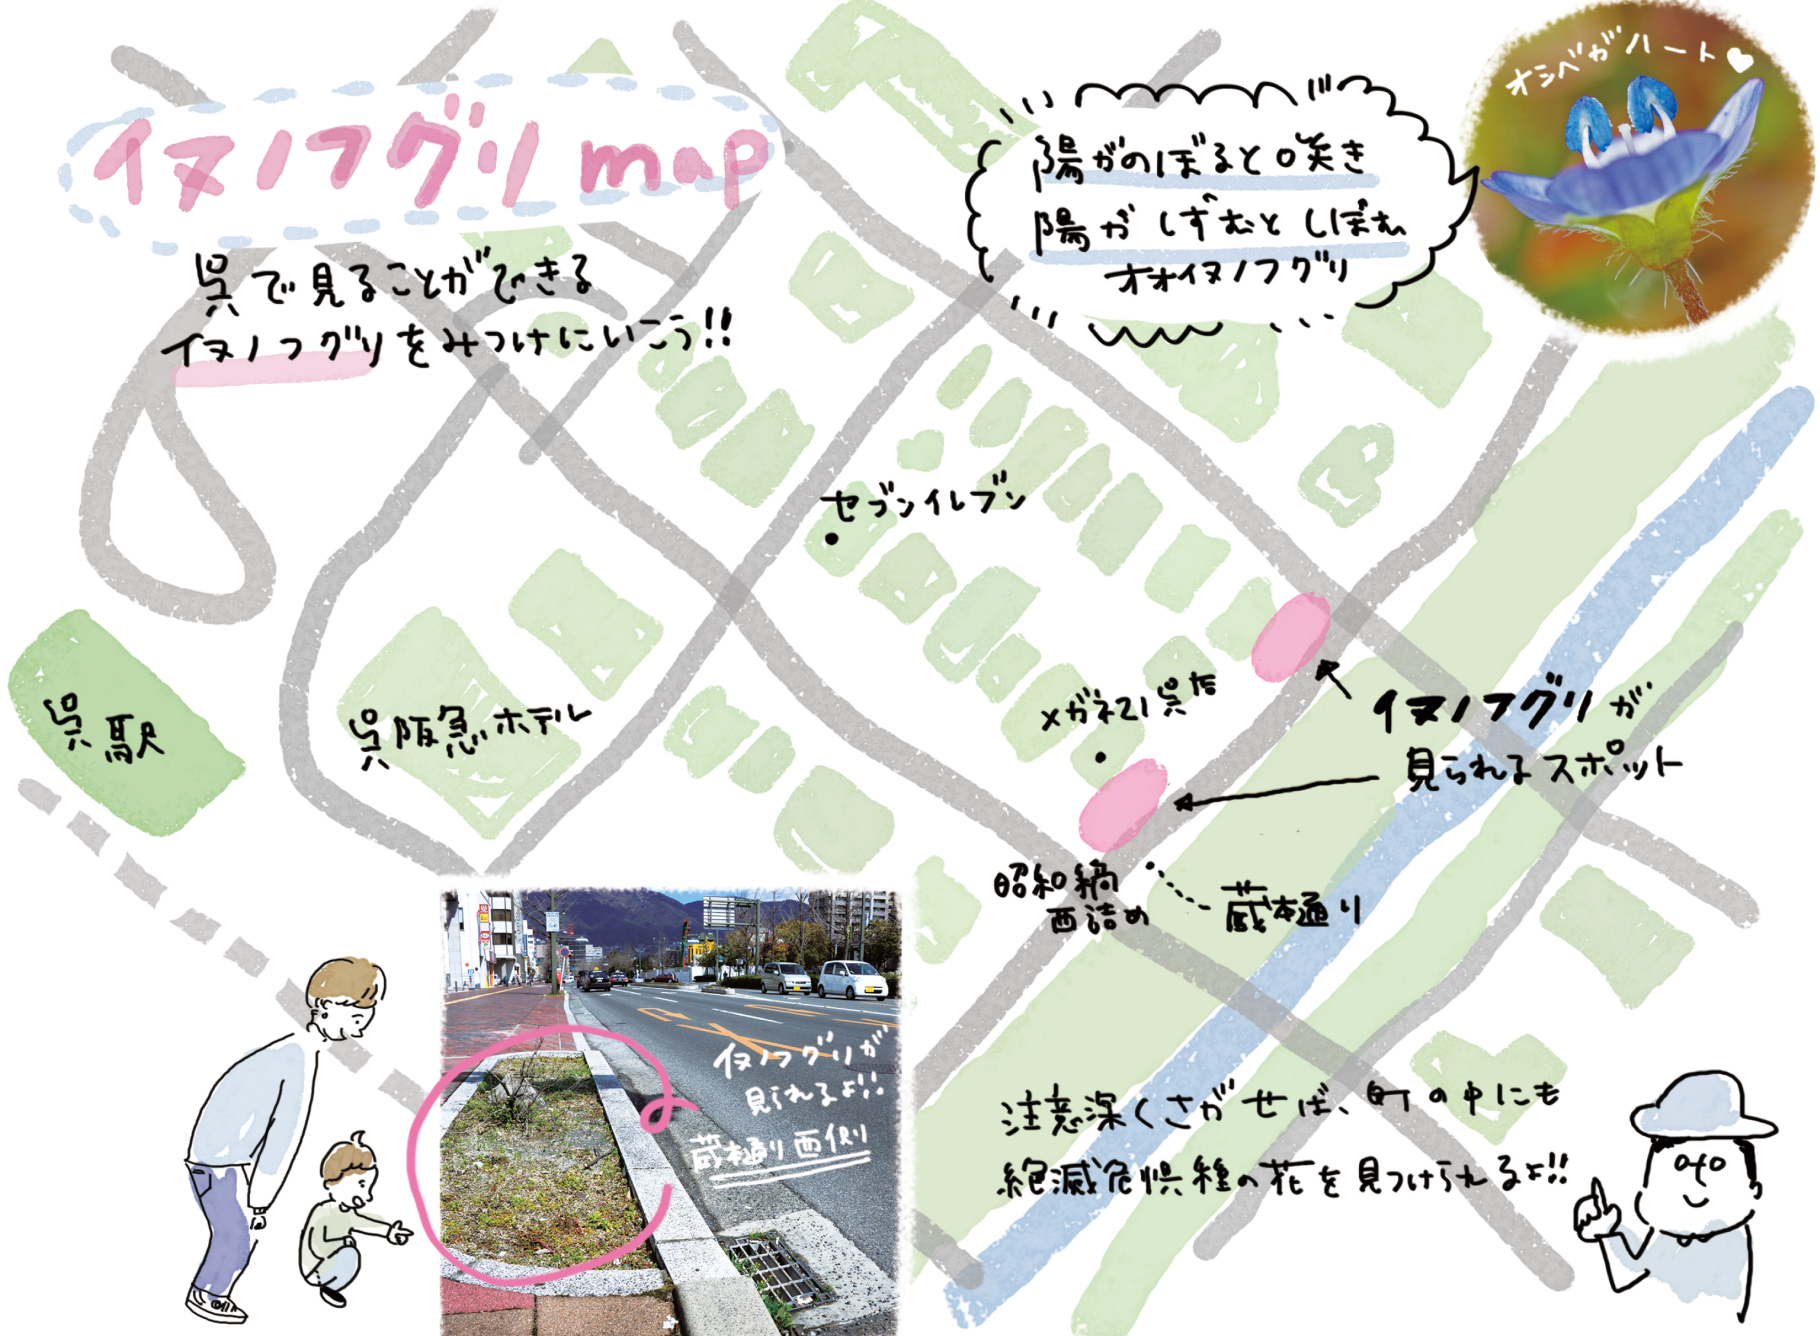 イヌノフグリ map
呉で見ることができる
イヌノフグリをみつけにいこう!!
陽がのぼると咲き
陽がしずむとしぼむ
オオイヌノフグリ
オシベがハート♥
セブンイレブン
呉駅
呉阪急ホテル
メガネ21呉店
イヌノフグリが
見られるスポット
昭和橋
西詰め
蔵本通り
イヌノフグリが
見られるよ!!
蔵本通り西側
注意深くさがせば、町の中にも
絶滅危惧種の花を見つけられるよ!!